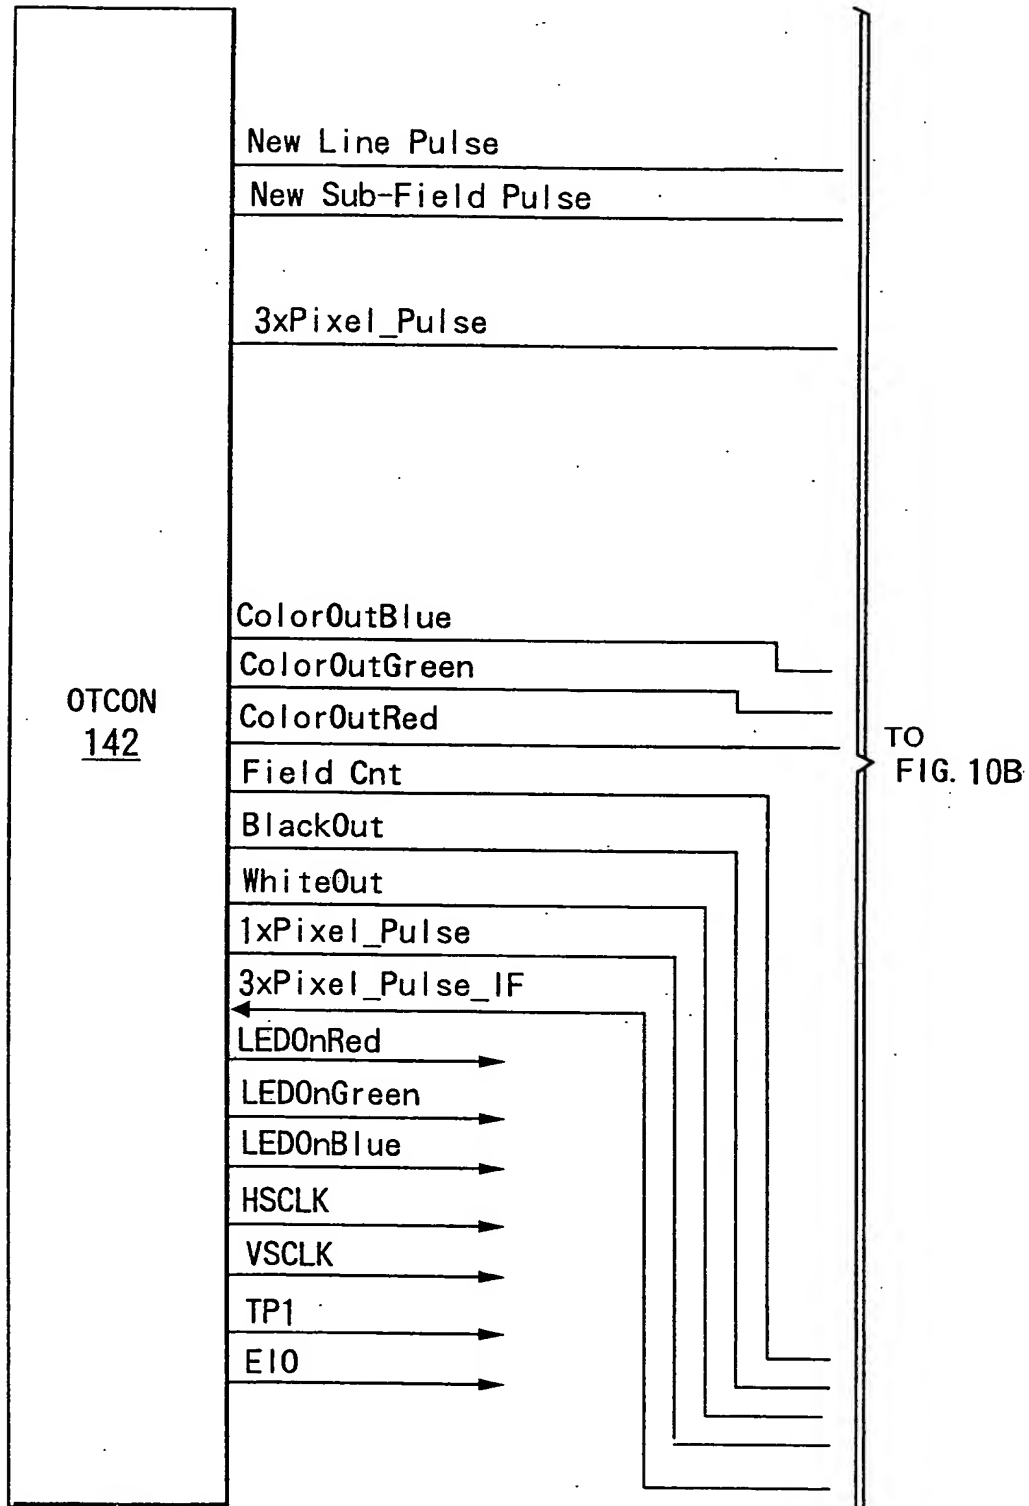 New Line Pulse
New Sub-Field Pulse
3xPixel_Pulse
ColorOutBlue
ColorOutGreen
ColorOutRed
OTCON
142
TO
FIG. 10B
Field Cnt
BlackOut
WhiteOut
1xPixel_Pulse
3xPixel_Pulse_IF
LEDOnRed
LEDOnGreen
LEDOnBlue
HSCLK
VSCLK
TP1
EIO